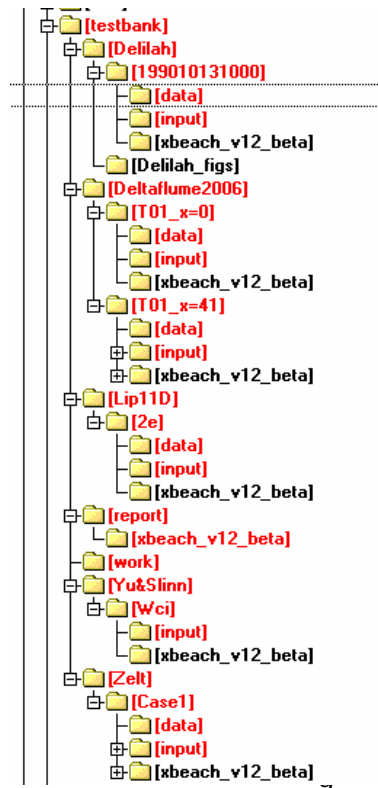 [testbank]
[Delilah]
[199010131000]
[data]
[input]
[xbeach_v12_beta]
[Delilah_figs]
[Deltaflume2006]
[T01_x=0]
[data]
[input]
[xbeach_v12_beta]
[T01_x=41]
[data]
[input]
[xbeach_v12_beta]
[Lip11D]
[2e]
[data]
[input]
[xbeach_v12_beta]
[report]
[xbeach_v12_beta]
[work]
[Yu&Slinn]
[Wci]
[input]
[xbeach_v12_beta]
[Zelt]
[Case1]
[data]
[input]
[xbeach_v12_beta]